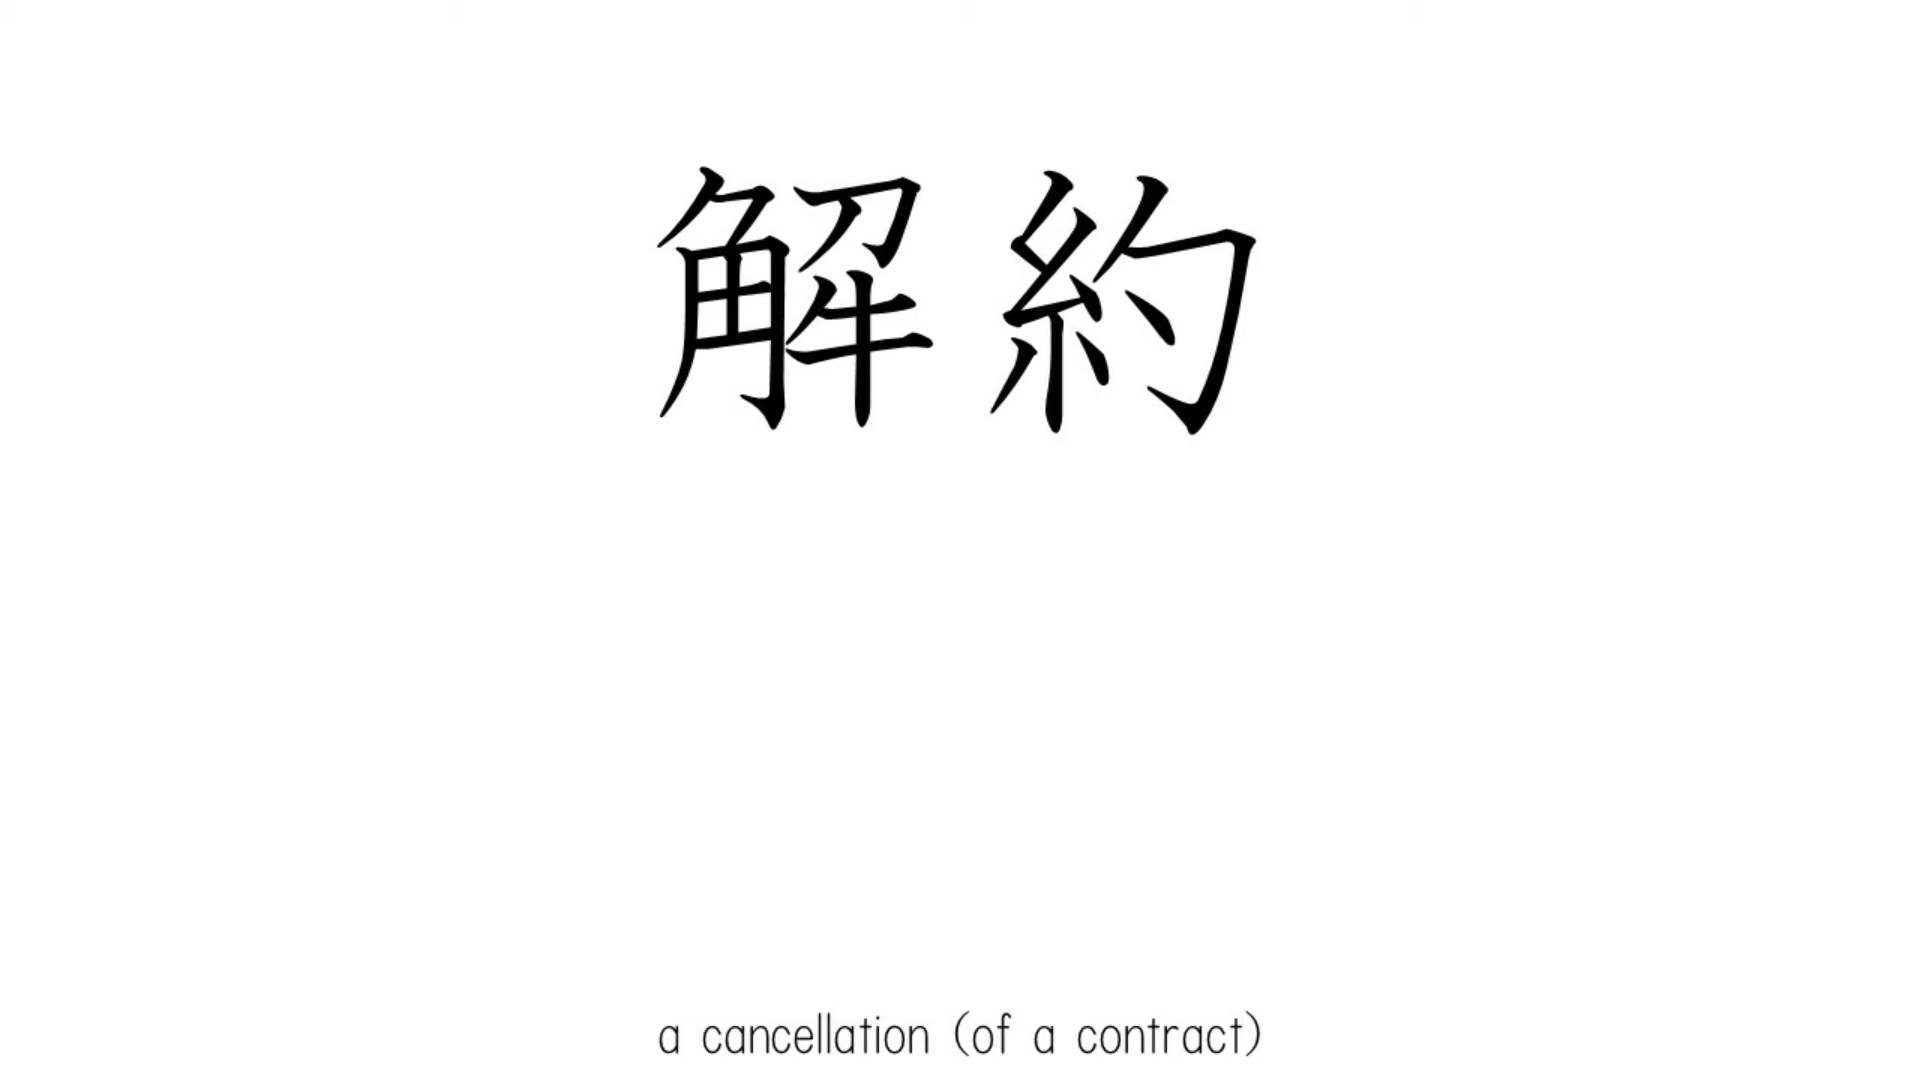 解約
a cancellation (of a contract)